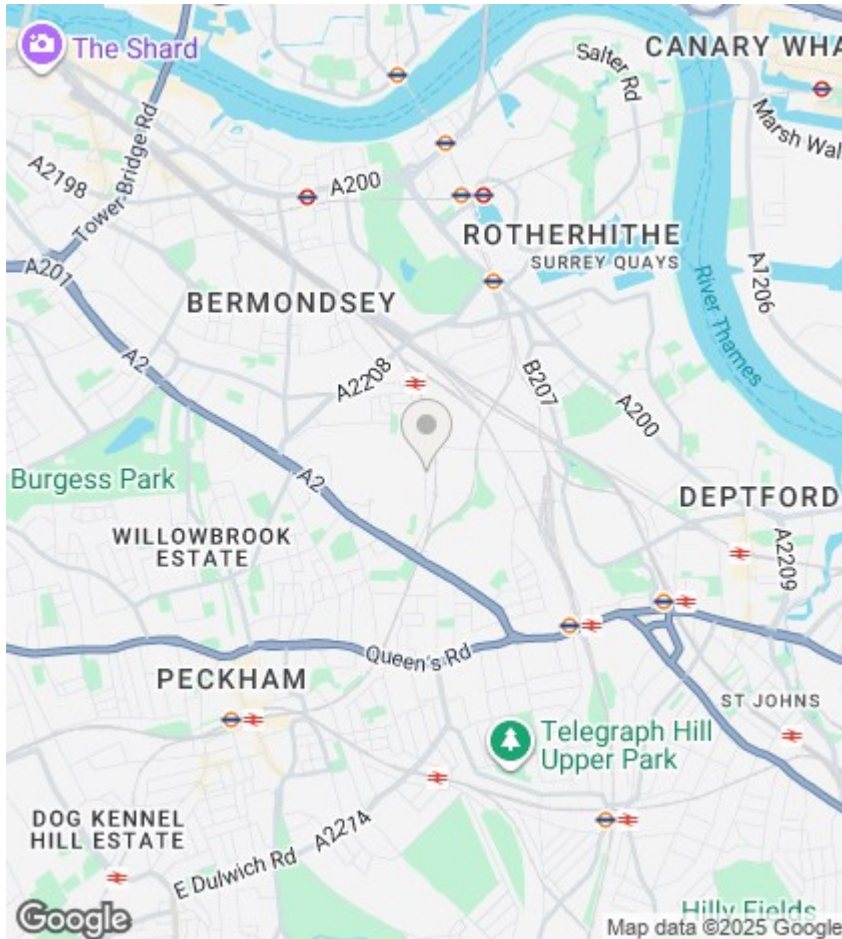 CANARY WHA
The Shard
Salter Rd
Marsh Wal
Tower Bridge Rd
A2198
A200
A201
ROTHERHITHE
SURREY QUAYS
A1206
River Thames
BERMONDSEY
A2
A2208
B207
A200
Burgess Park
A2
DEPTFORD
WILLOWBROOK
ESTATE
A2209
Queen's Rd
PECKHAM
ST JOHNS
Telegraph Hill
Upper Park
DOG KENNEL
HILL ESTATE
A2214
E Dulwich Rd
Hilly Fields
Google
Map data ©2025 Google